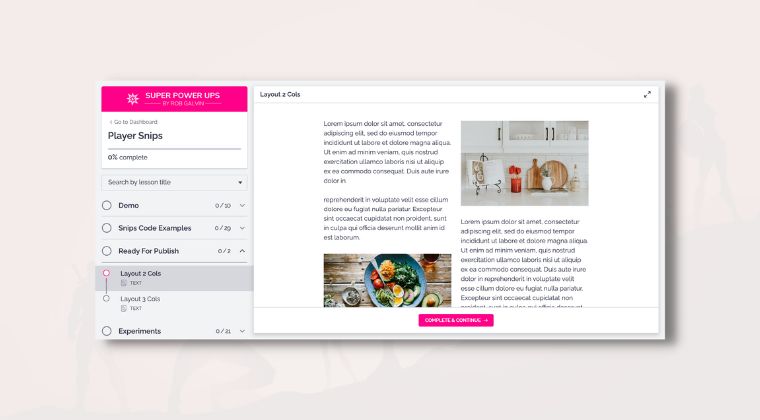 SUPER POWER UPS
BY ROB GALVIN
Go to Dashboard
Player Snips
0% complete
Search by lesson title
Demo 0 / 10
Snips Code Examples 0 / 29
Ready For Publish 0 / 2
Layout 2 Cols
TEXT
Layout 3 Cols
TEXT
Experiments 0 / 21
Layout 2 Cols
Lorem ipsum dolor sit amet, consectetur
adipiscing elit, sed do eiusmod tempor
incididunt ut labore et dolore magna aliqua.
Ut enim ad minim veniam, quis nostrud
exercitation ullamco laboris nisi ut aliquip
ex ea commodo consequat. Duis aute irure
dolor in
reprehenderit in voluptate velit esse cillum
dolore eu fugiat nulla pariatur. Excepteur
sint occaecat cupidatat non proident, sunt
in culpa qui officia deserunt mollit anim id
est laborum.
Lorem ipsum dolor sit amet, consectetur
adipiscing elit, sed do eiusmod tempor
incididunt ut labore et dolore magna aliqua.
Ut enim ad minim veniam, quis nostrud
exercitation ullamco laboris nisi ut aliquip
ex ea commodo consequat. Duis aute irure
dolor in reprehenderit in voluptate velit
esse cillum dolore eu fugiat nulla pariatur.
Excepteur sint occaecat cupidatat non
COMPLETE & CONTINUE →